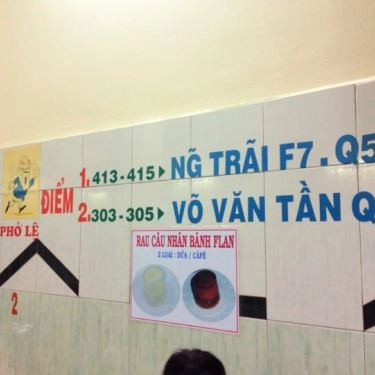 1. 413-415 ▸ NG TRÃI F7. Q5
ĐIỂM
2. 303-305 ▸ VÕ VĂN TẦN Q
PHỞ LỆ
RAU CÂU NHÂN BÁNH FLAN
2 LOẠI : DỪA / CÀFÊ
2